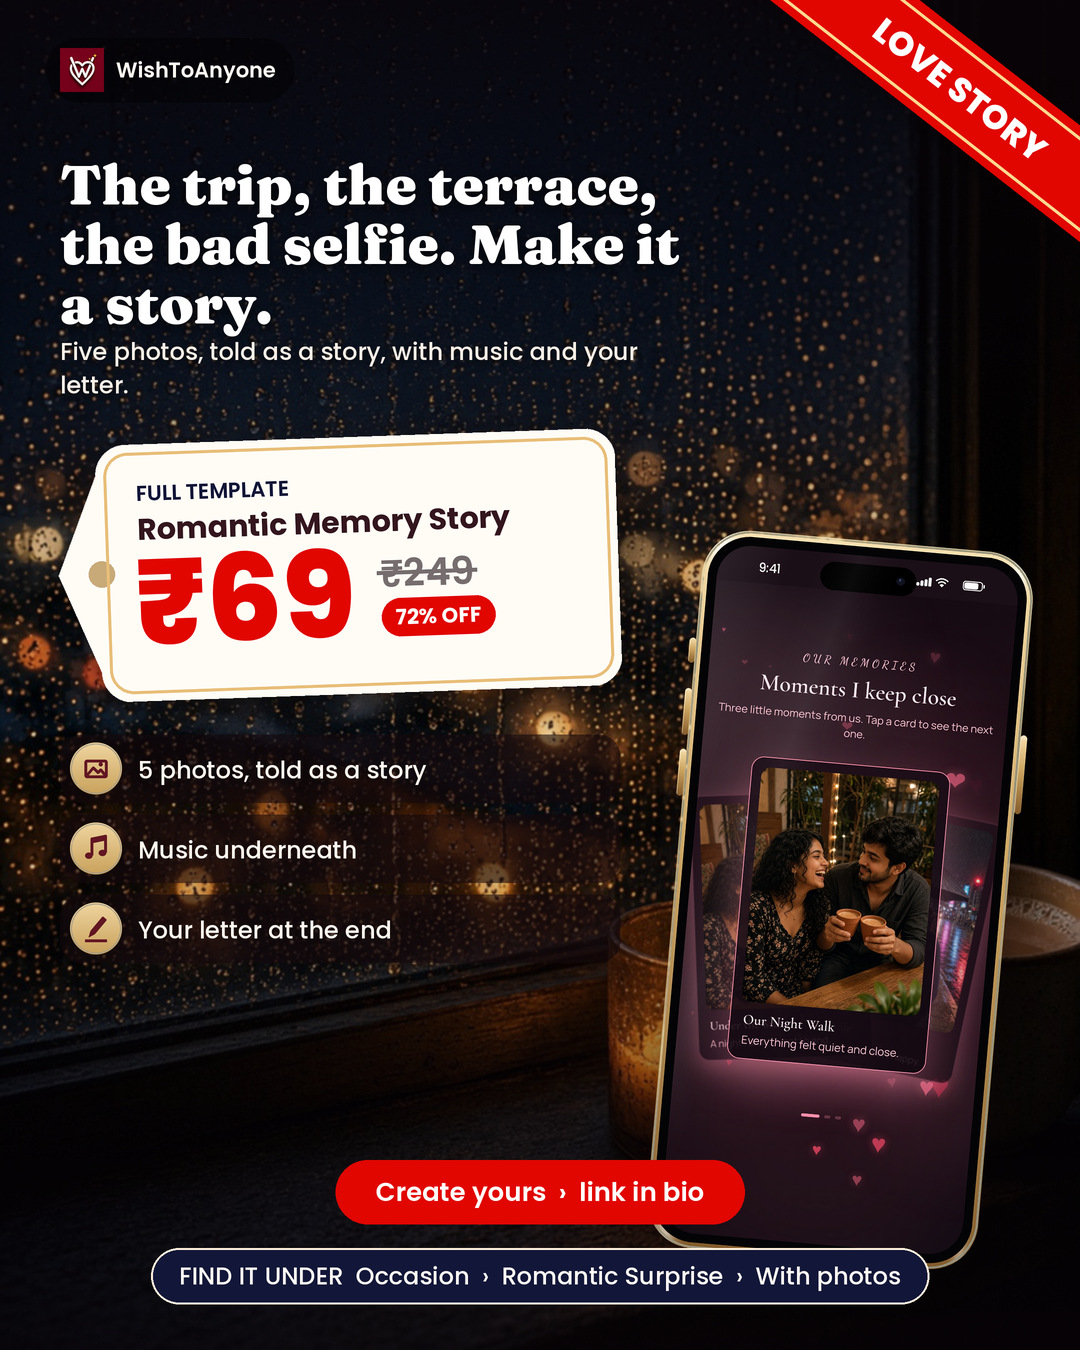 WishToAnyone
LOVE STORY
The trip, the terrace,
the bad selfie. Make it
a story.
Five photos, told as a story, with music and your
letter.
FULL TEMPLATE
Romantic Memory Story
₹69
₹249
72% OFF
5 photos, told as a story
Music underneath
Your letter at the end
9:41
OUR MEMORIES
Moments I keep close
Three little moments from us. Tap a card to see the next
one.
Our Night Walk
Everything felt quiet and close.
Create yours › link in bio
FIND IT UNDER Occasion › Romantic Surprise › With photos